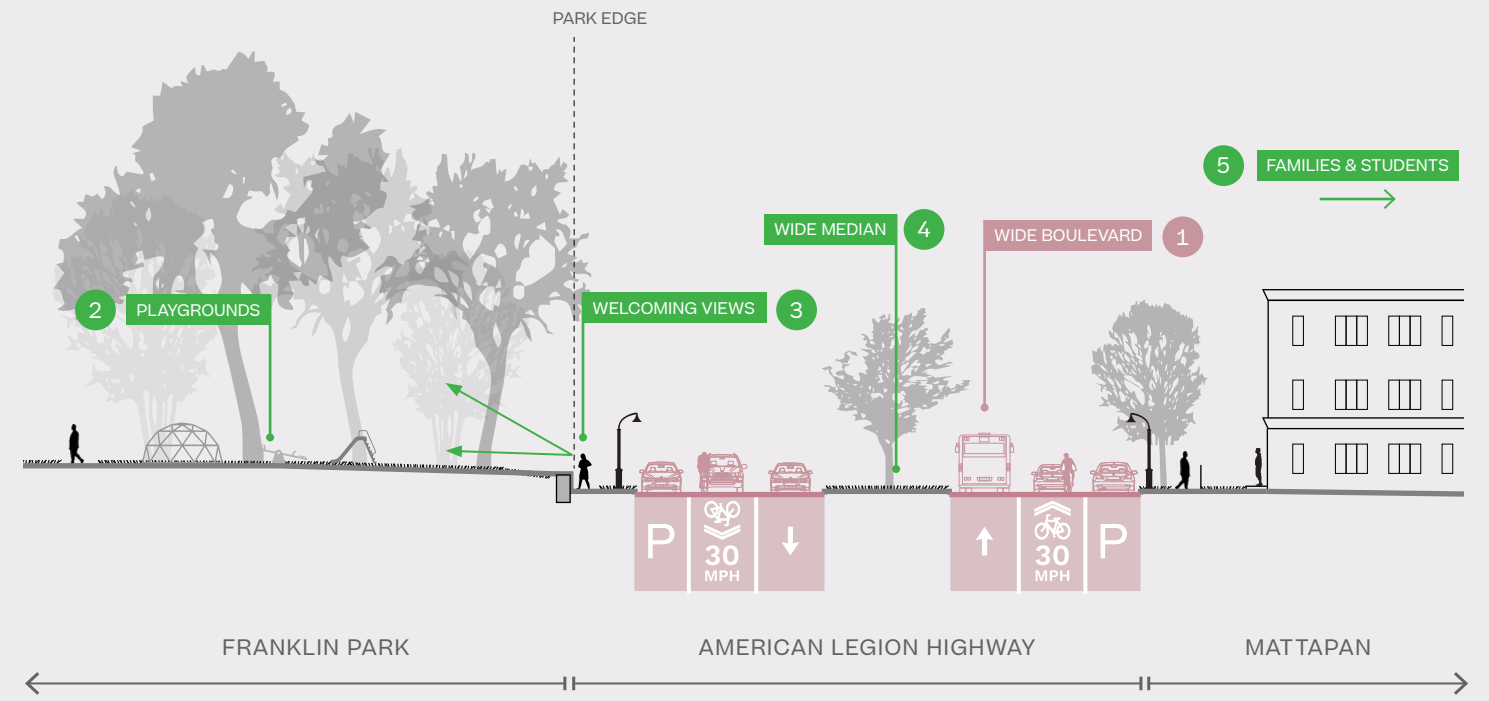 PARK EDGE
5 FAMILIES & STUDENTS
WIDE MEDIAN 4
WIDE BOULEVARD 1
2 PLAYGROUNDS
WELCOMING VIEWS 3
P
30
MPH
30
MPH
P
FRANKLIN PARK
AMERICAN LEGION HIGHWAY
MATTAPAN